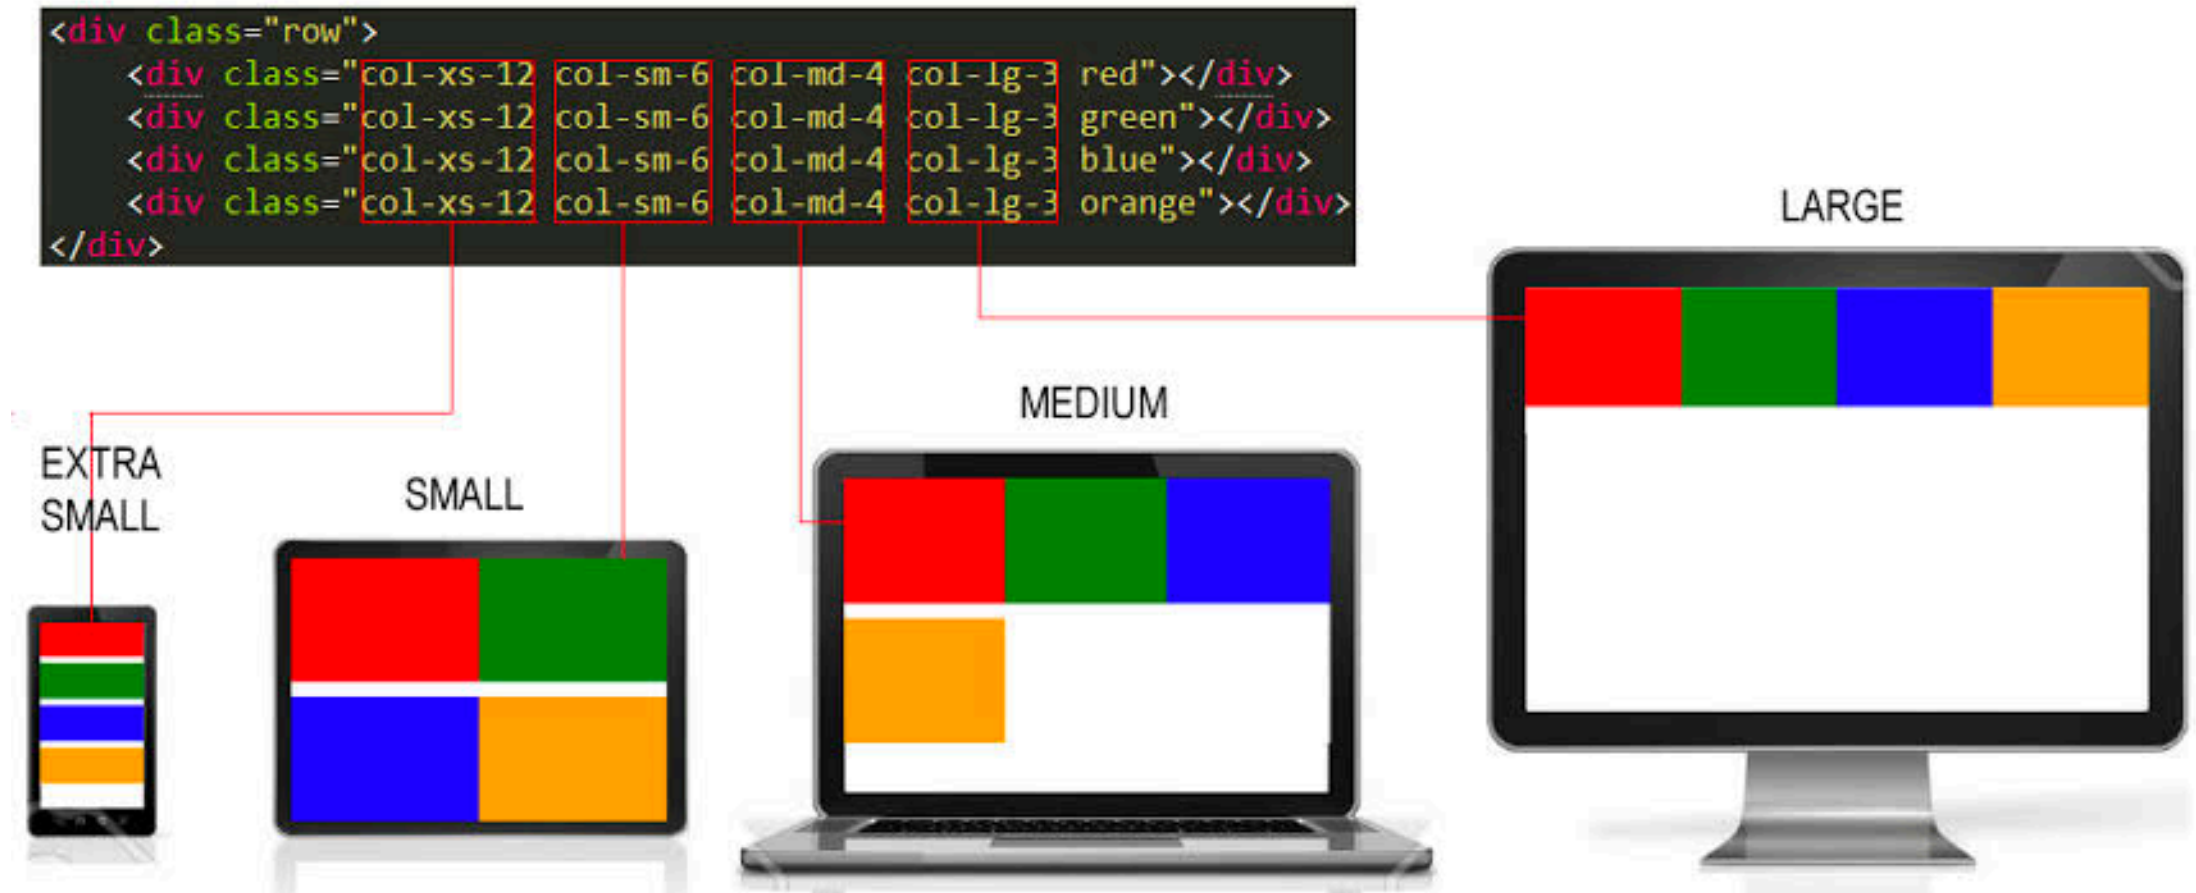 <div class="row">
<div class="col-xs-12 col-sm-6 col-md-4 col-lg-3 red"></div>
<div class="col-xs-12 col-sm-6 col-md-4 col-lg-3 green"></div>
<div class="col-xs-12 col-sm-6 col-md-4 col-lg-3 blue"></div>
<div class="col-xs-12 col-sm-6 col-md-4 col-lg-3 orange"></div>
</div>
LARGE
MEDIUM
EXTRA
SMALL
SMALL